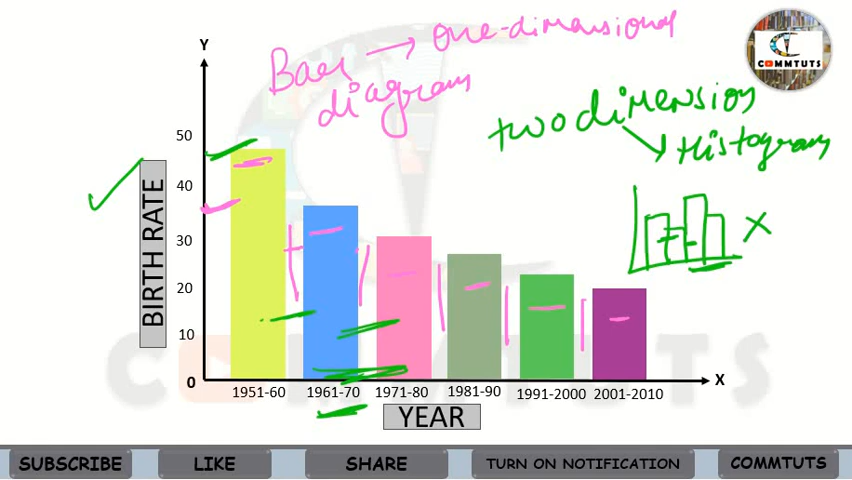 Y
Bar → one-dimensional
diagram
COMMTUTS
two dimension
Histogram
50
40
30
20
10
0
BIRTH RATE
X
1951-60 1961-70 1971-80 1981-90 1991-2000 2001-2010
YEAR
COMMTUTS
SUBSCRIBE LIKE SHARE TURN ON NOTIFICATION COMMTUTS